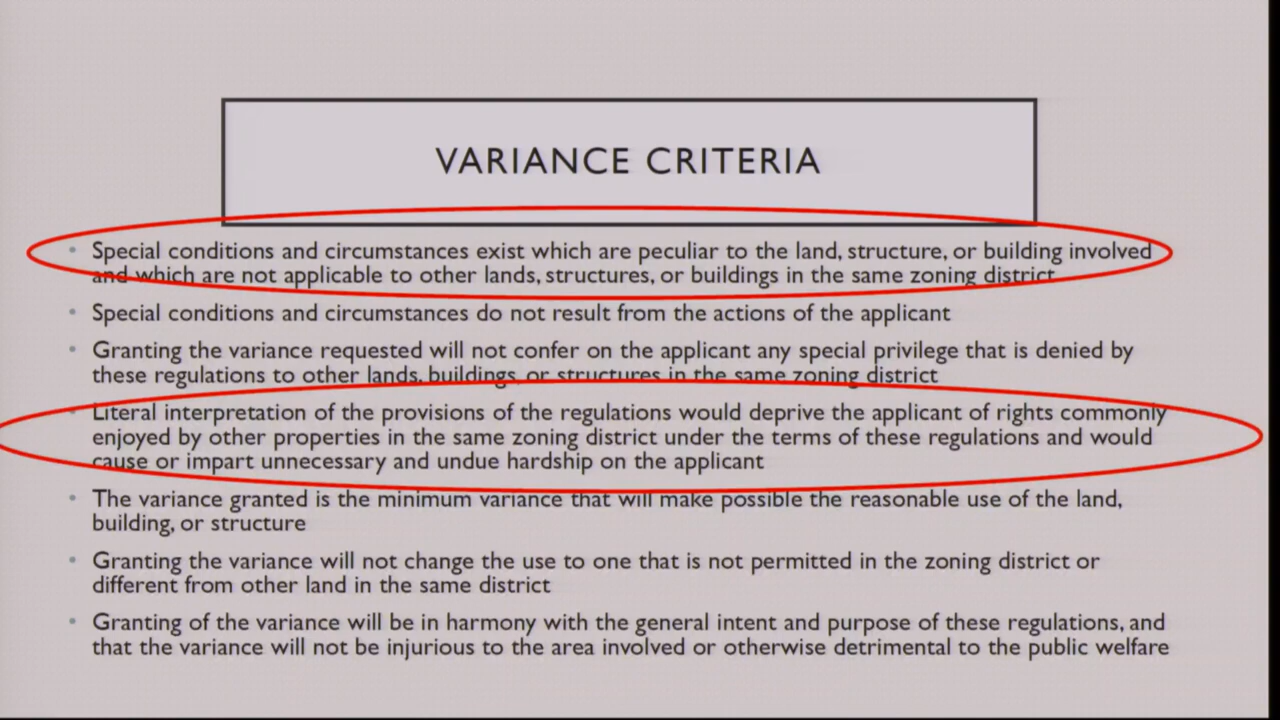 VARIANCE CRITERIA
• Special conditions and circumstances exist which are peculiar to the land, structure, or building involved
and which are not applicable to other lands, structures, or buildings in the same zoning district
• Special conditions and circumstances do not result from the actions of the applicant
• Granting the variance requested will not confer on the applicant any special privilege that is denied by
these regulations to other lands, buildings, or structures in the same zoning district
• Literal interpretation of the provisions of the regulations would deprive the applicant of rights commonly
enjoyed by other properties in the same zoning district under the terms of these regulations and would
cause or impart unnecessary and undue hardship on the applicant
• The variance granted is the minimum variance that will make possible the reasonable use of the land,
building, or structure
• Granting the variance will not change the use to one that is not permitted in the zoning district or
different from other land in the same district
• Granting of the variance will be in harmony with the general intent and purpose of these regulations, and
that the variance will not be injurious to the area involved or otherwise detrimental to the public welfare